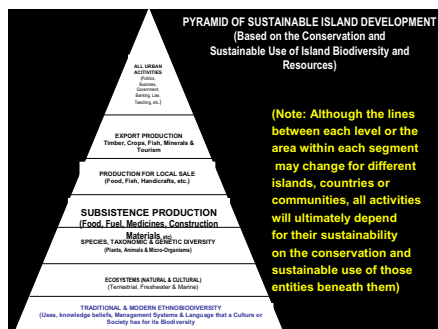 PYRAMID OF SUSTAINABLE ISLAND DEVELOPMENT
(Based on the Conservation and
Sustainable Use of Island Biodiversity and
Resources)
ALL URBAN
ACITIVITIES
(Politics,
Business,
Government,
Banking, Law,
Teaching, etc.)
EXPORT PRODUCTION
Timber, Crops, Fish, Minerals &
Tourism
PRODUCTION FOR LOCAL SALE
(Food, Fish, Handicrafts, etc.)
SUBSISTENCE PRODUCTION
(Food, Fuel, Medicines, Construction
Materials, etc)
SPECIES, TAXONOMIC & GENETIC DIVERSITY
(Plants, Animals & Micro-Organisms)
ECOSYSTEMS (NATURAL & CULTURAL)
(Terrestrial, Freshwater & Marine)
TRADITIONAL & MODERN ETHNOBIODIVERSITY
(Uses, knowledge beliefs, Management Systems & Language that a Culture or
Society has for its Biodiversity
(Note: Although the lines
between each level or the
area within each segment
may change for different
islands, countries or
communities, all activities
will ultimately depend
for their sustainability
on the conservation and
sustainable use of those
entities beneath them)